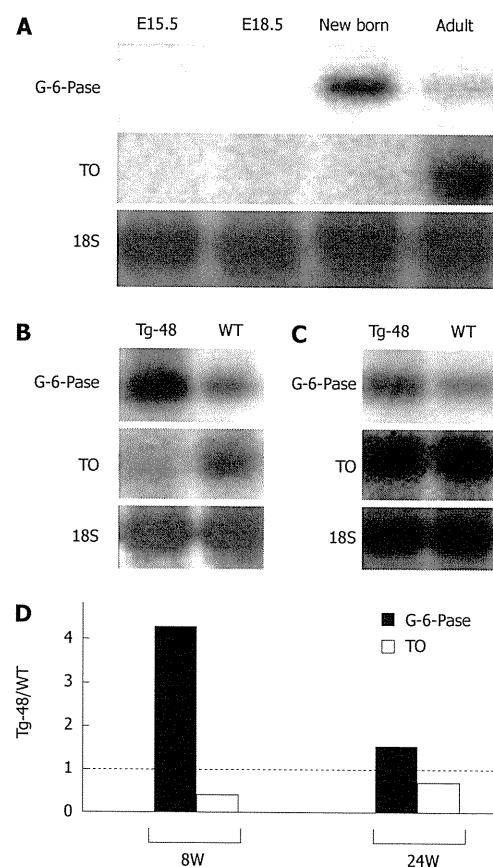 A
E15.5 E18.5 New born Adult
G-6-Pase
TO
18S
B Tg-48 WT
G-6-Pase
TO
18S
C Tg-48 WT
G-6-Pase
TO
18S
D
Tg-48/WT
4
3
2
1
0
G-6-Pase
TO
8W 24W